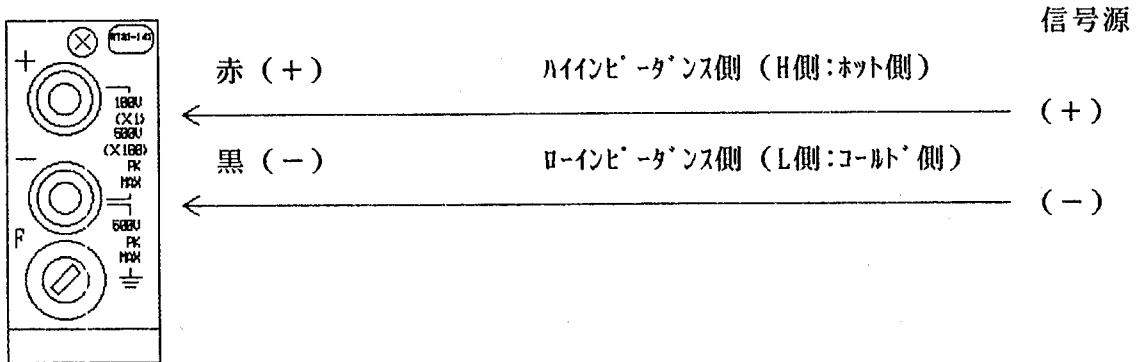 信号源
+
赤（+） ハイインピーダンス側（H側:ホット側）
100V
(X1)
500V
(X100)
PK
MAX
（+）
−
黒（−） ローインピーダンス側（L側:コールド側）
（−）
500V
PK
MAX
F